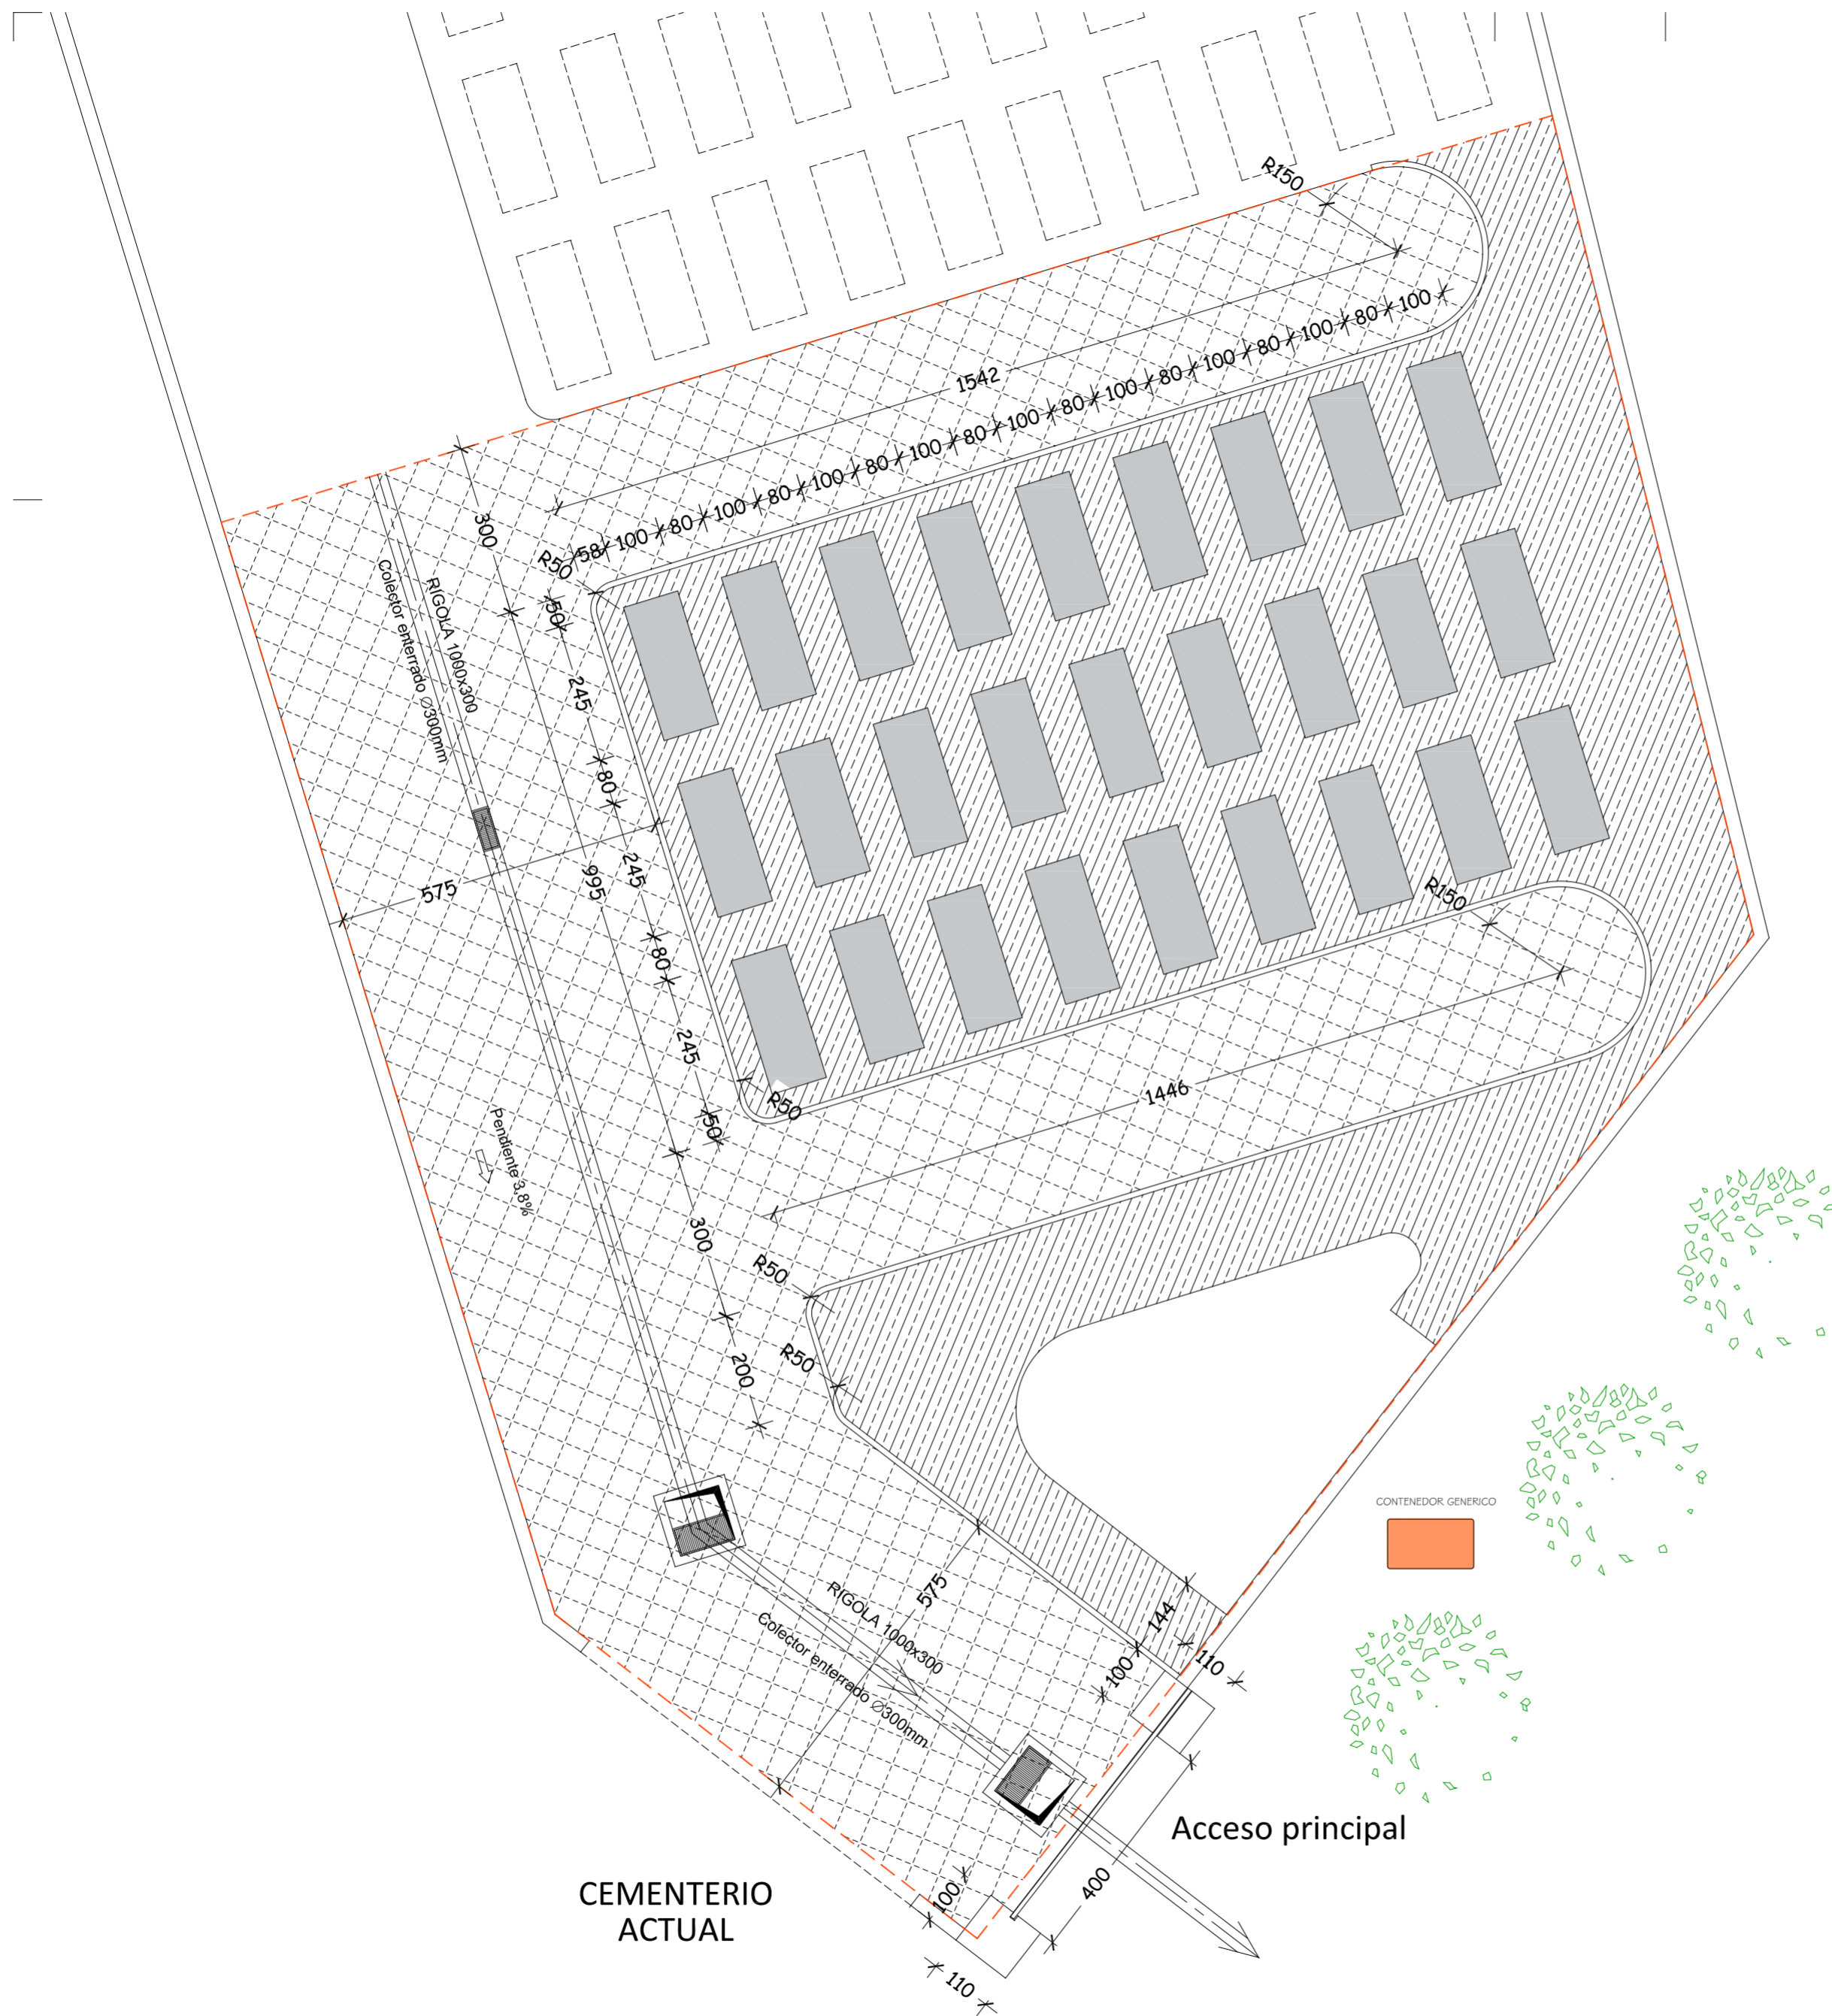 R150
1542
58 100 80 100 80 100 80 100 80 100 80 100 80 100 80 100 80 100
R50
300
50
245
80
245
80
245
50
R50
995
575
RIGOLA 1000x300
Colector enterrado Ø300mm
R150
1446
Pendiente 3,8%
300
R50
R50
200
CONTENEDOR GENERICO
575
RIGOLA 1000x300
Colector enterrado Ø300mm
144
100
110
Acceso principal
400
CEMENTERIO
ACTUAL
100
110